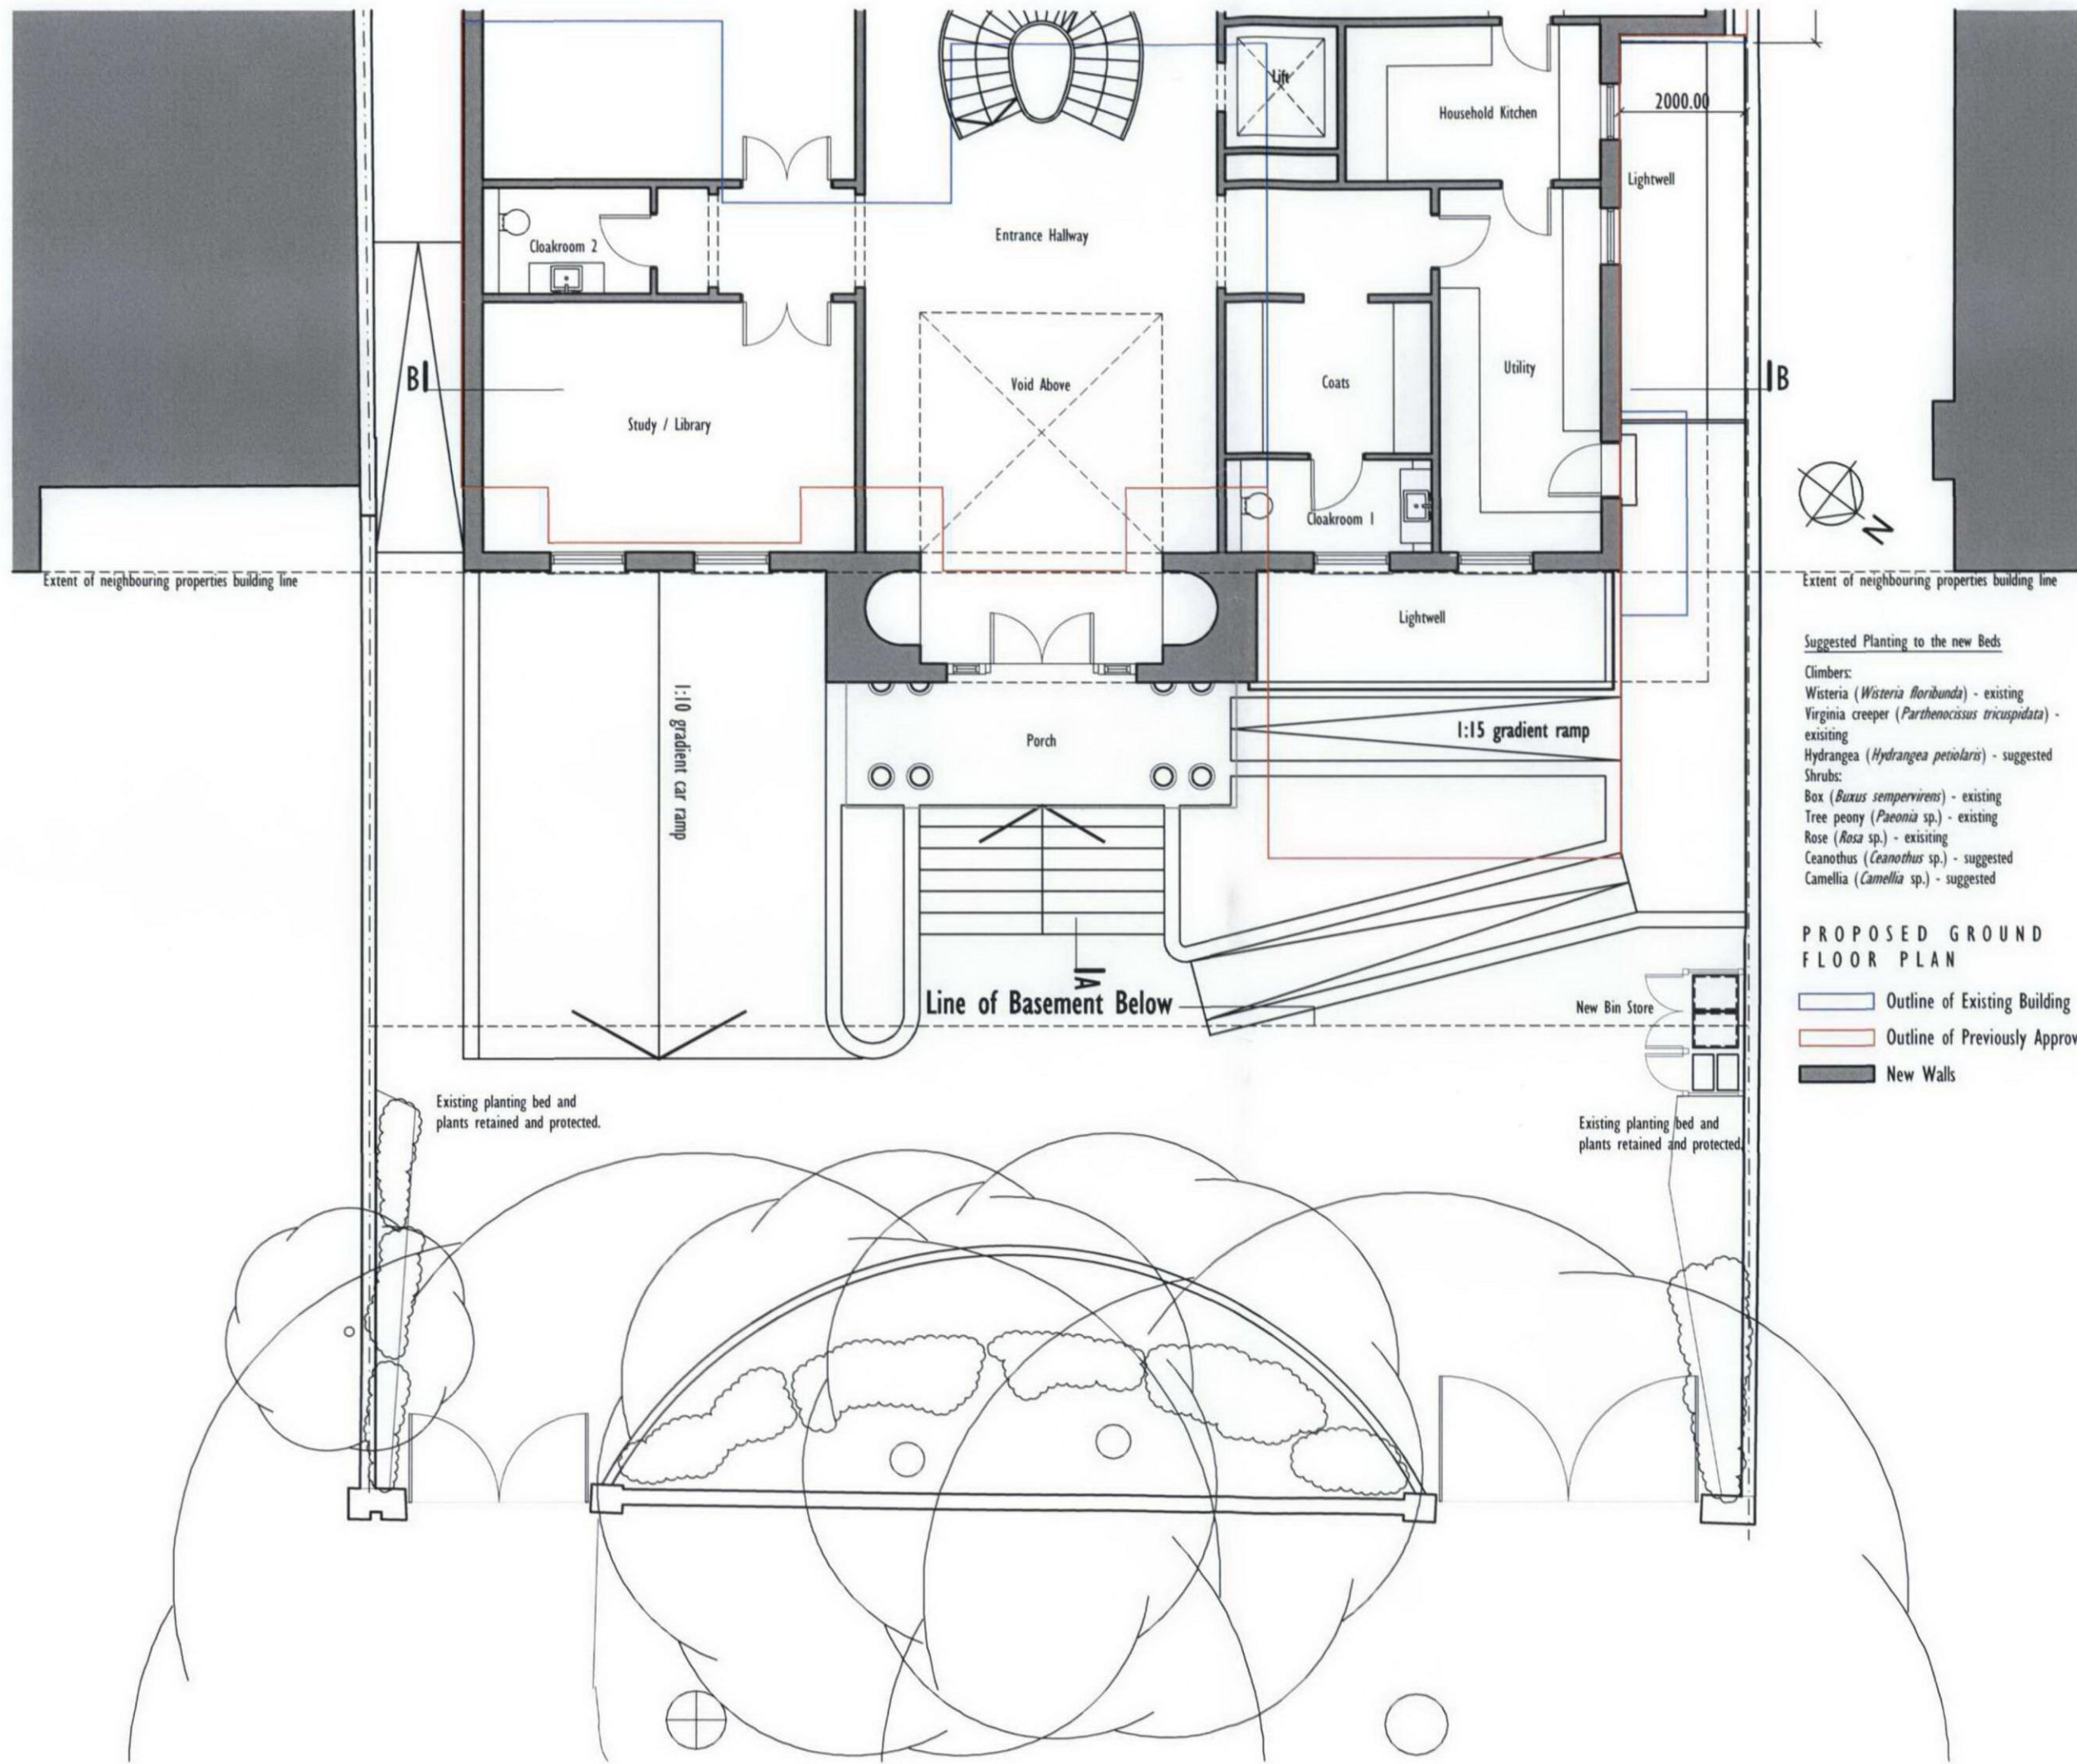 Lift
2000.00
Household Kitchen
Lightwell
Entrance Hallway
Cloakroom 2
B
Void Above
Coats
Utility
B
Study / Library
Cloakroom 1
N
Extent of neighbouring properties building line
Extent of neighbouring properties building line
Lightwell
Suggested Planting to the new Beds
Climbers:
Wisteria (Wisteria floribunda) - existing
Virginia creeper (Parthenocissus tricuspidata) -
exisiting
Hydrangea (Hydrangea petiolaris) - suggested
Shrubs:
Box (Buxus sempervirens) - existing
Tree peony (Paeonia sp.) - existing
Rose (Rosa sp.) - exisiting
Ceanothus (Ceanothus sp.) - suggested
Camellia (Camellia sp.) - suggested
1:10 gradient car ramp
1:15 gradient ramp
Porch
A
PROPOSED GROUND
FLOOR PLAN
Line of Basement Below
New Bin Store
Outline of Existing Building
Outline of Previously Approv
New Walls
Existing planting bed and
plants retained and protected.
Existing planting bed and
plants retained and protected.